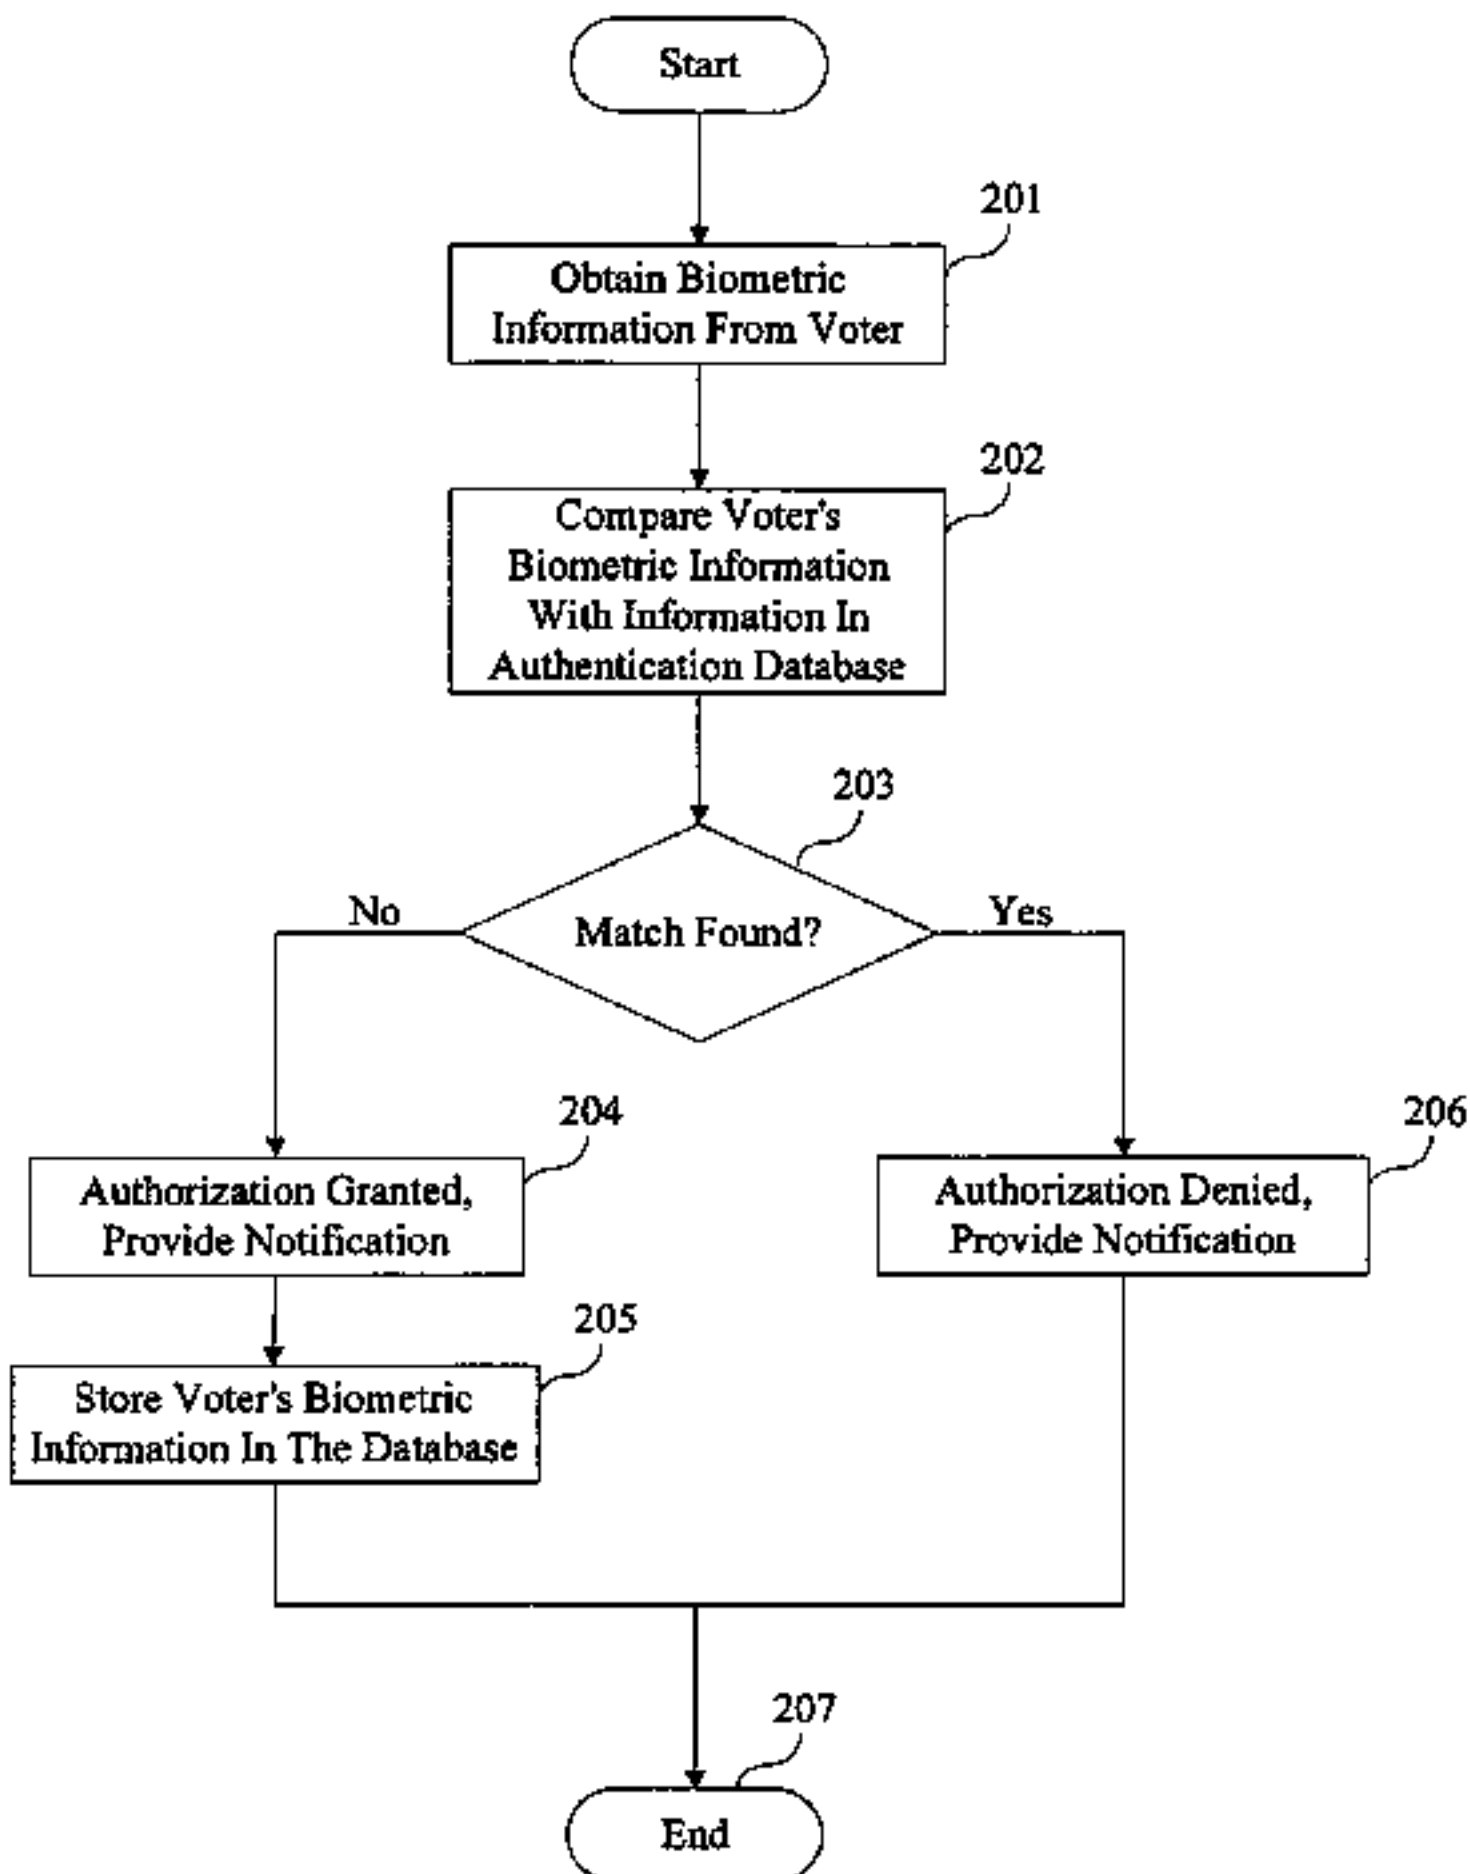 Start
201
Obtain Biometric
Information From Voter
202
Compare Voter's
Biometric Information
With Information In
Authentication Database
203
No
Match Found?
Yes
204
Authorization Granted,
Provide Notification
206
Authorization Denied,
Provide Notification
205
Store Voter's Biometric
Information In The Database
207
End